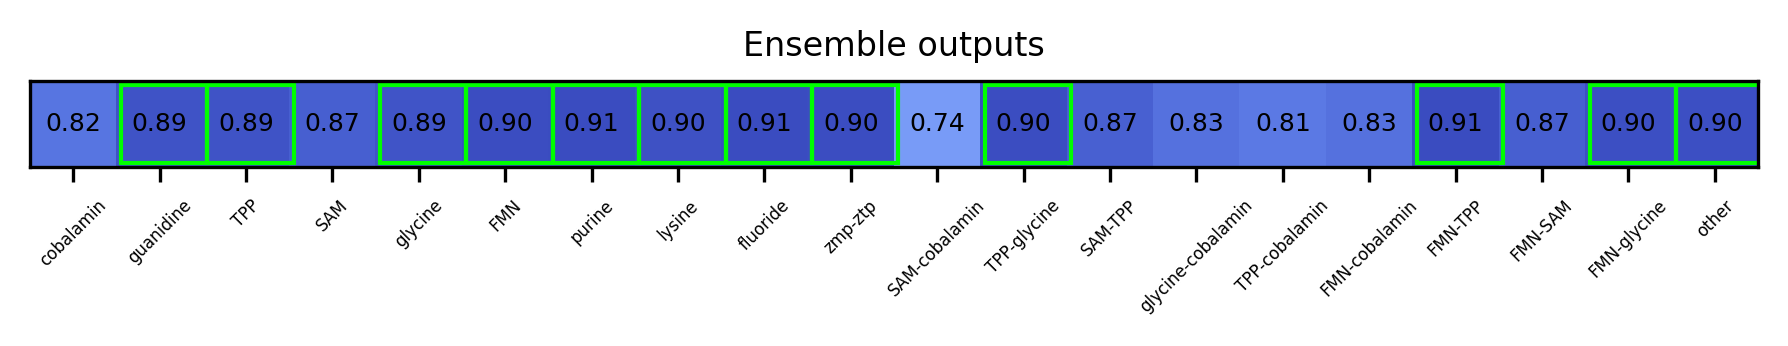 Ensemble outputs
0.82 0.89 0.89 0.87 0.89 0.90 0.91 0.90 0.91 0.90 0.74 0.90 0.87 0.83 0.81 0.83 0.91 0.87 0.90 0.90
cobalamin guanidine TPP SAM glycine FMN purine lysine fluoride zmp-ztp SAM-cobalamin TPP-glycine SAM-TPP glycine-cobalamin TPP-cobalamin FMN-cobalamin FMN-TPP FMN-SAM FMN-glycine other